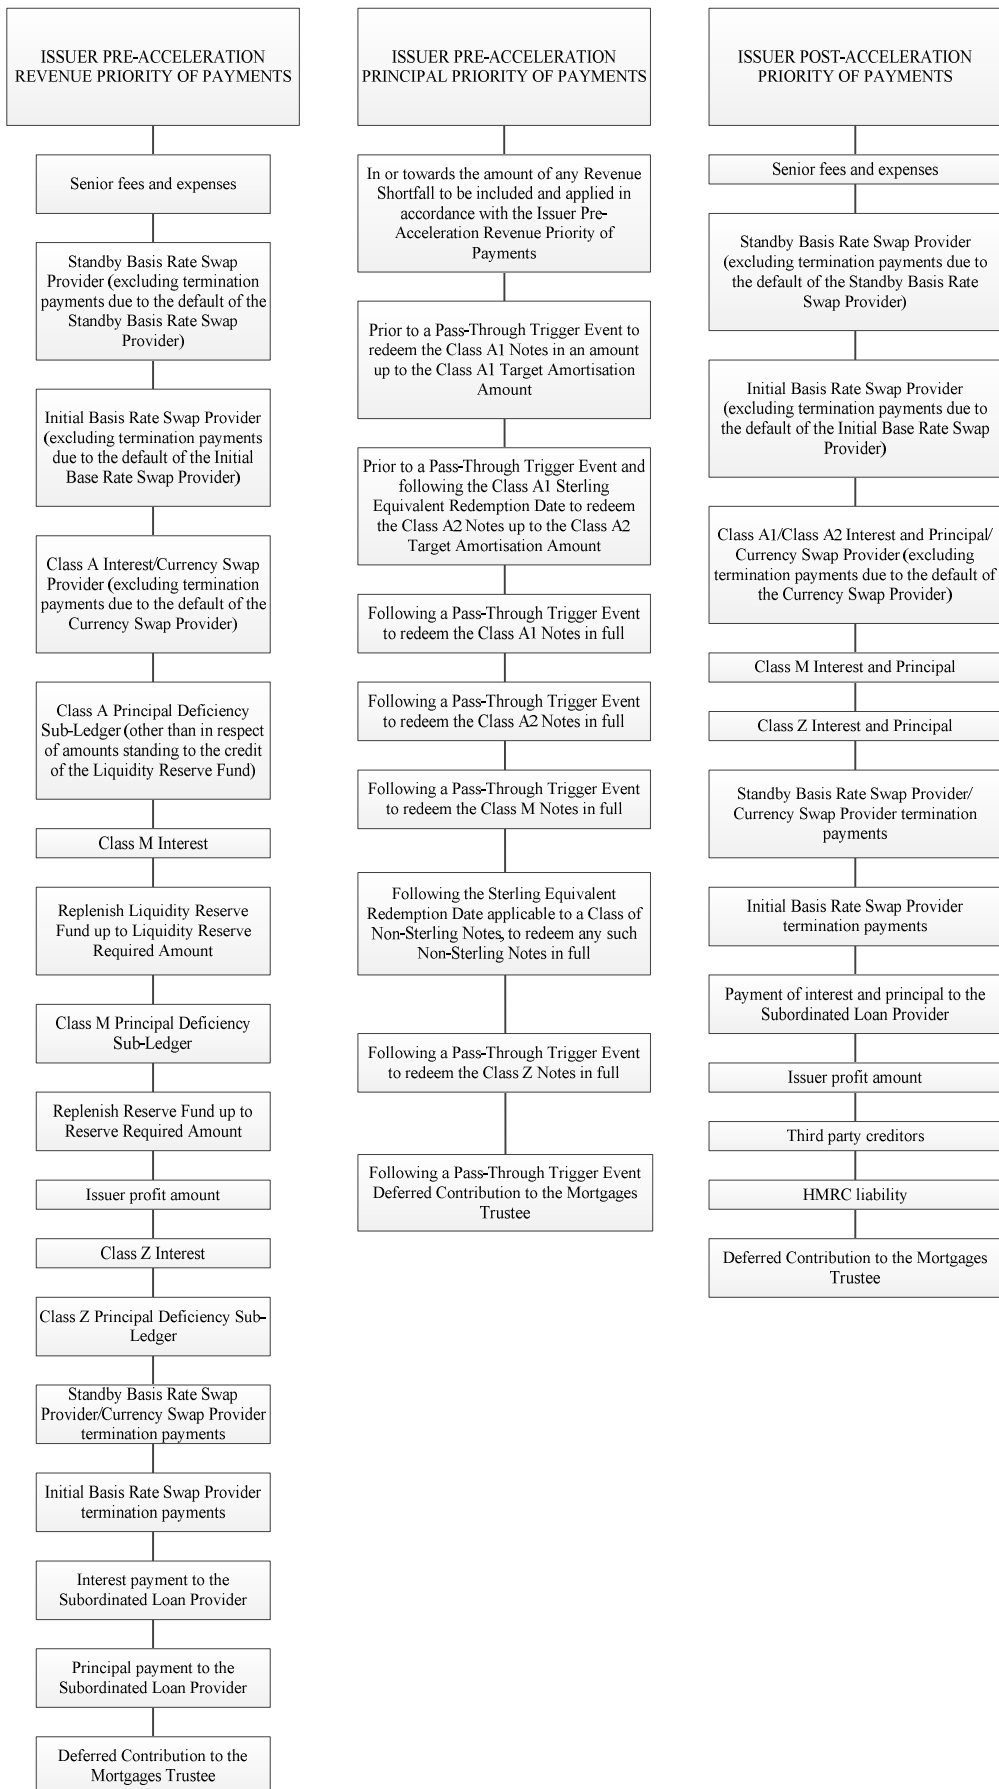 ISSUER PRE-ACCELERATION
REVENUE PRIORITY OF PAYMENTS
Senior fees and expenses
Standby Basis Rate Swap
Provider (excluding termination
payments due to the default of the
Standby Basis Rate Swap
Provider)
Initial Basis Rate Swap Provider
(excluding termination payments
due to the default of the Initial
Base Rate Swap Provider)
Class A Interest/Currency Swap
Provider (excluding termination
payments due to the default of the
Currency Swap Provider)
Class A Principal Deficiency
Sub-Ledger (other than in respect
of amounts standing to the credit
of the Liquidity Reserve Fund)
Class M Interest
Replenish Liquidity Reserve
Fund up to Liquidity Reserve
Required Amount
Class M Principal Deficiency
Sub-Ledger
Replenish Reserve Fund up to
Reserve Required Amount
Issuer profit amount
Class Z Interest
Class Z Principal Deficiency Sub-
Ledger
Standby Basis Rate Swap
Provider/Currency Swap Provider
termination payments
Initial Basis Rate Swap Provider
termination payments
Interest payment to the
Subordinated Loan Provider
Principal payment to the
Subordinated Loan Provider
Deferred Contribution to the
Mortgages Trustee
ISSUER PRE-ACCELERATION
PRINCIPAL PRIORITY OF PAYMENTS
In or towards the amount of any Revenue
Shortfall to be included and applied in
accordance with the Issuer Pre-
Acceleration Revenue Priority of
Payments
Prior to a Pass-Through Trigger Event to
redeem the Class A1 Notes in an amount
up to the Class A1 Target Amortisation
Amount
Prior to a Pass-Through Trigger Event and
following the Class A1 Sterling
Equivalent Redemption Date to redeem
the Class A2 Notes up to the Class A2
Target Amortisation Amount
Following a Pass-Through Trigger Event
to redeem the Class A1 Notes in full
Following a Pass-Through Trigger Event
to redeem the Class A2 Notes in full
Following a Pass-Through Trigger Event
to redeem the Class M Notes in full
Following the Sterling Equivalent
Redemption Date applicable to a Class of
Non-Sterling Notes, to redeem any such
Non-Sterling Notes in full
Following a Pass-Through Trigger Event
to redeem the Class Z Notes in full
Following a Pass-Through Trigger Event
Deferred Contribution to the Mortgages
Trustee
ISSUER POST-ACCELERATION
PRIORITY OF PAYMENTS
Senior fees and expenses
Standby Basis Rate Swap Provider
(excluding termination payments due to
the default of the Standby Basis Rate
Swap Provider)
Initial Basis Rate Swap Provider
(excluding termination payments due to
the default of the Initial Base Rate Swap
Provider)
Class A1/Class A2 Interest and Principal/
Currency Swap Provider (excluding
termination payments due to the default of
the Currency Swap Provider)
Class M Interest and Principal
Class Z Interest and Principal
Standby Basis Rate Swap Provider/
Currency Swap Provider termination
payments
Initial Basis Rate Swap Provider
termination payments
Payment of interest and principal to the
Subordinated Loan Provider
Issuer profit amount
Third party creditors
HMRC liability
Deferred Contribution to the Mortgages
Trustee